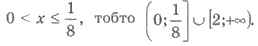 0 < x ≤ 1/8, тобто (0; 1/8] ∪ [2; +∞).